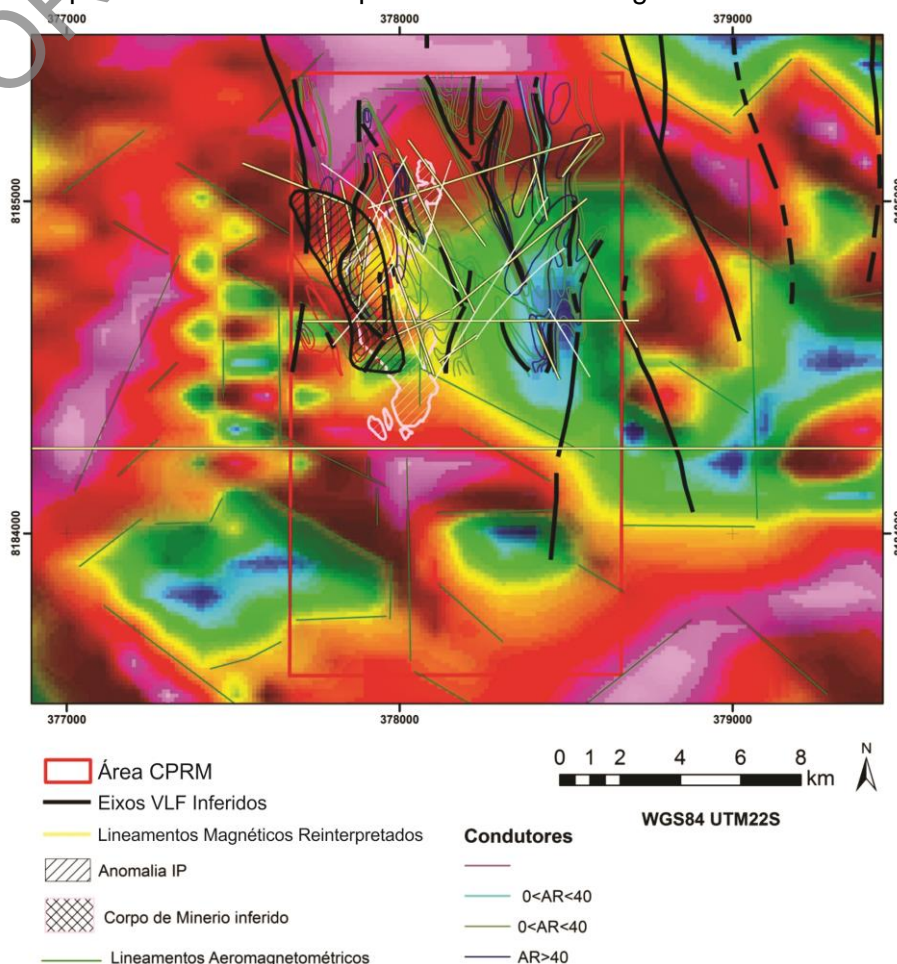 377000 378000 379000
8185000 8185000
8184000
377000 378000 379000
Área CPRM
Eixos VLF Inferidos
Lineamentos Magnéticos Reinterpretados
Anomalia IP
Corpo de Minerio inferido
Lineamentos Aeromagnetométricos
Condutores
0<AR<40
0<AR<40
AR>40
0 1 2 4 6 8
km
N
WGS84 UTM22S